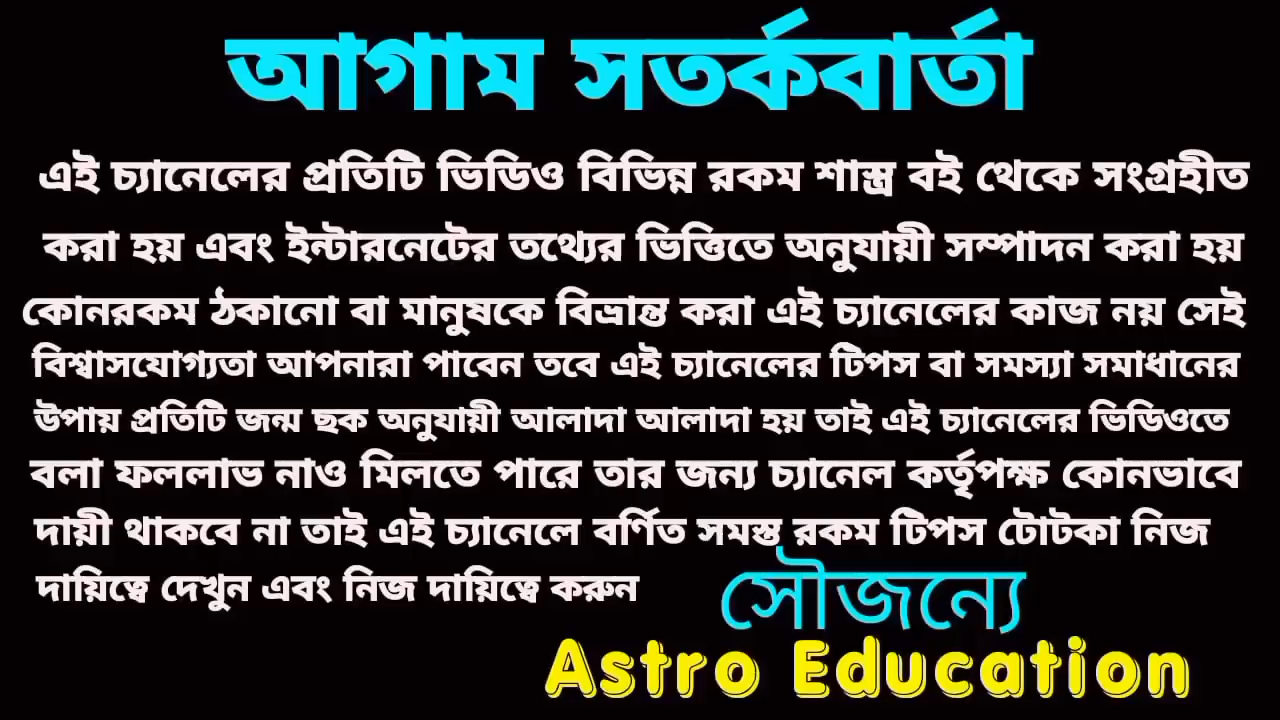 আগাম সতর্কবার্তা
এই চ্যানেলের প্রতিটি ভিডিও বিভিন্ন রকম শাস্ত্র বই থেকে সংগ্রহীত
করা হয় এবং ইন্টারনেটের তথ্যের ভিত্তিতে অনুযায়ী সম্পাদন করা হয়
কোনরকম ঠকানো বা মানুষকে বিভ্রান্ত করা এই চ্যানেলের কাজ নয় সেই
বিশ্বাসযোগ্যতা আপনারা পাবেন তবে এই চ্যানেলের টিপস বা সমস্যা সমাধানের
উপায় প্রতিটি জন্ম ছক অনুযায়ী আলাদা আলাদা হয় তাই এই চ্যানেলের ভিডিওতে
বলা ফললাভ নাও মিলতে পারে তার জন্য চ্যানেল কর্তৃপক্ষ কোনভাবে
দায়ী থাকবে না তাই এই চ্যানেলে বর্ণিত সমস্ত রকম টিপস টোটকা নিজ
দায়িত্বে দেখুন এবং নিজ দায়িত্বে করুন
সৌজন্যে
Astro Education